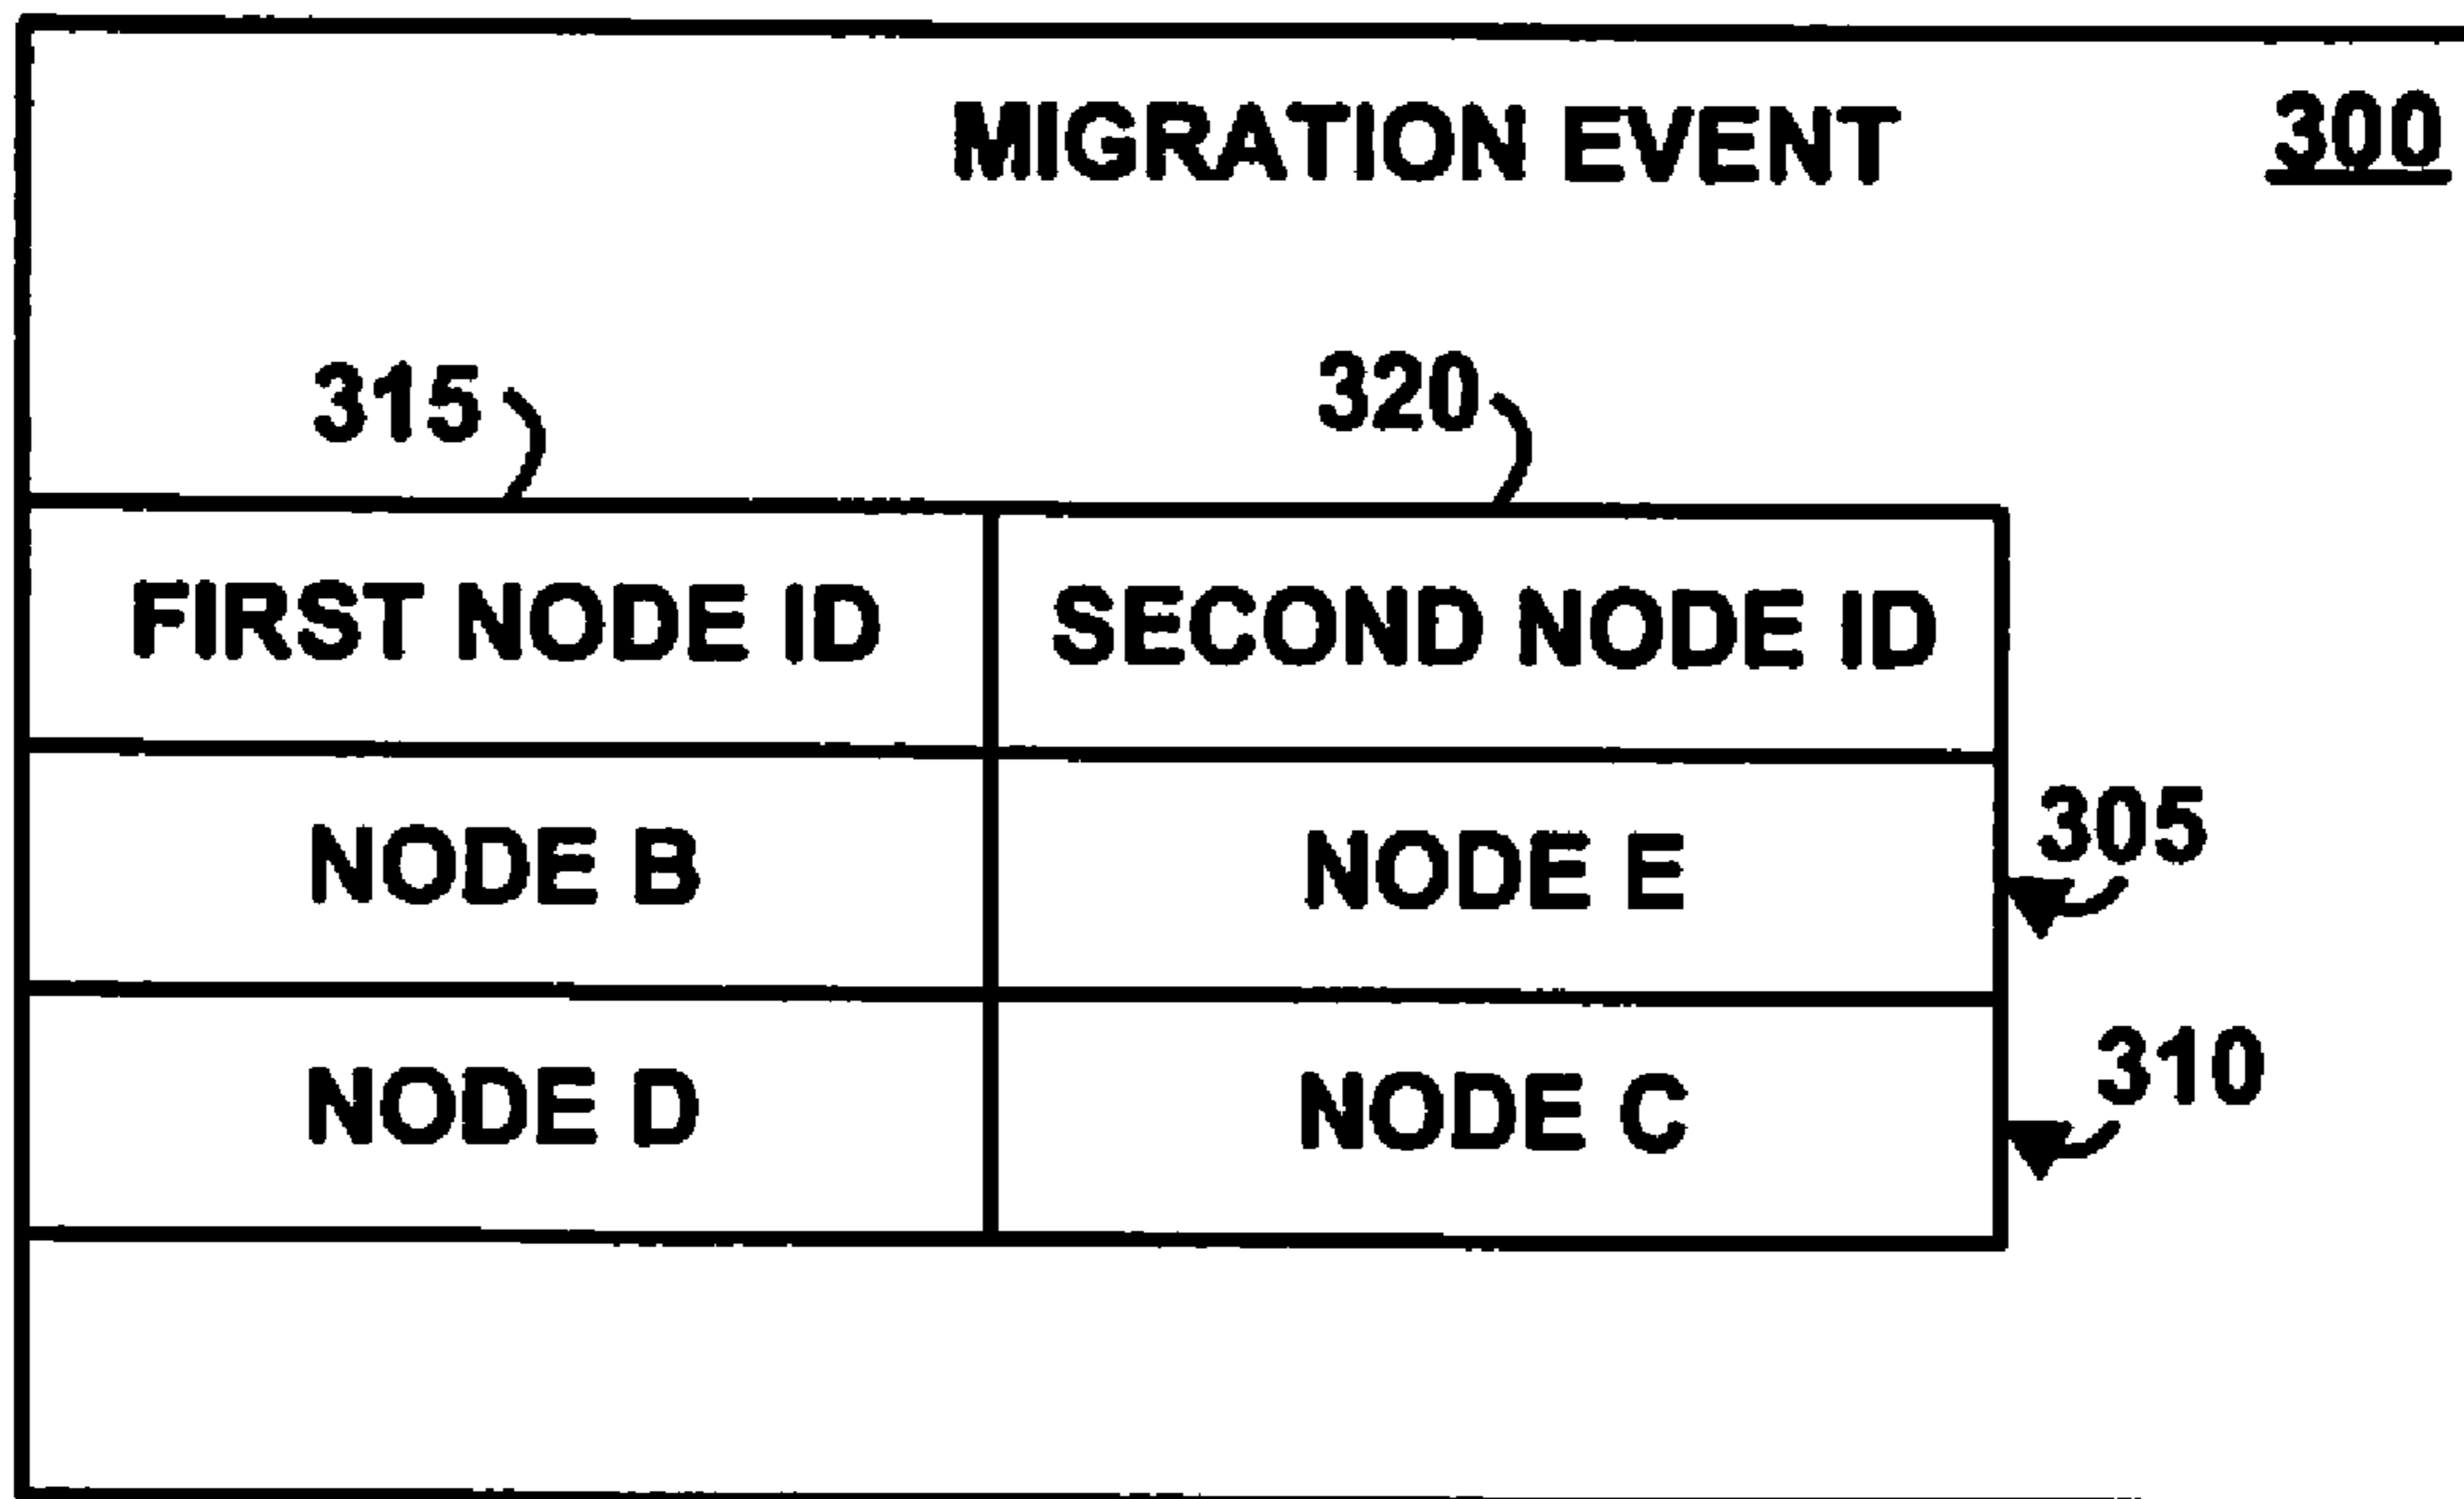 MIGRATION EVENT 300
315 320
FIRST NODE ID SECOND NODE ID
NODE B NODE E 305
NODE D NODE C 310